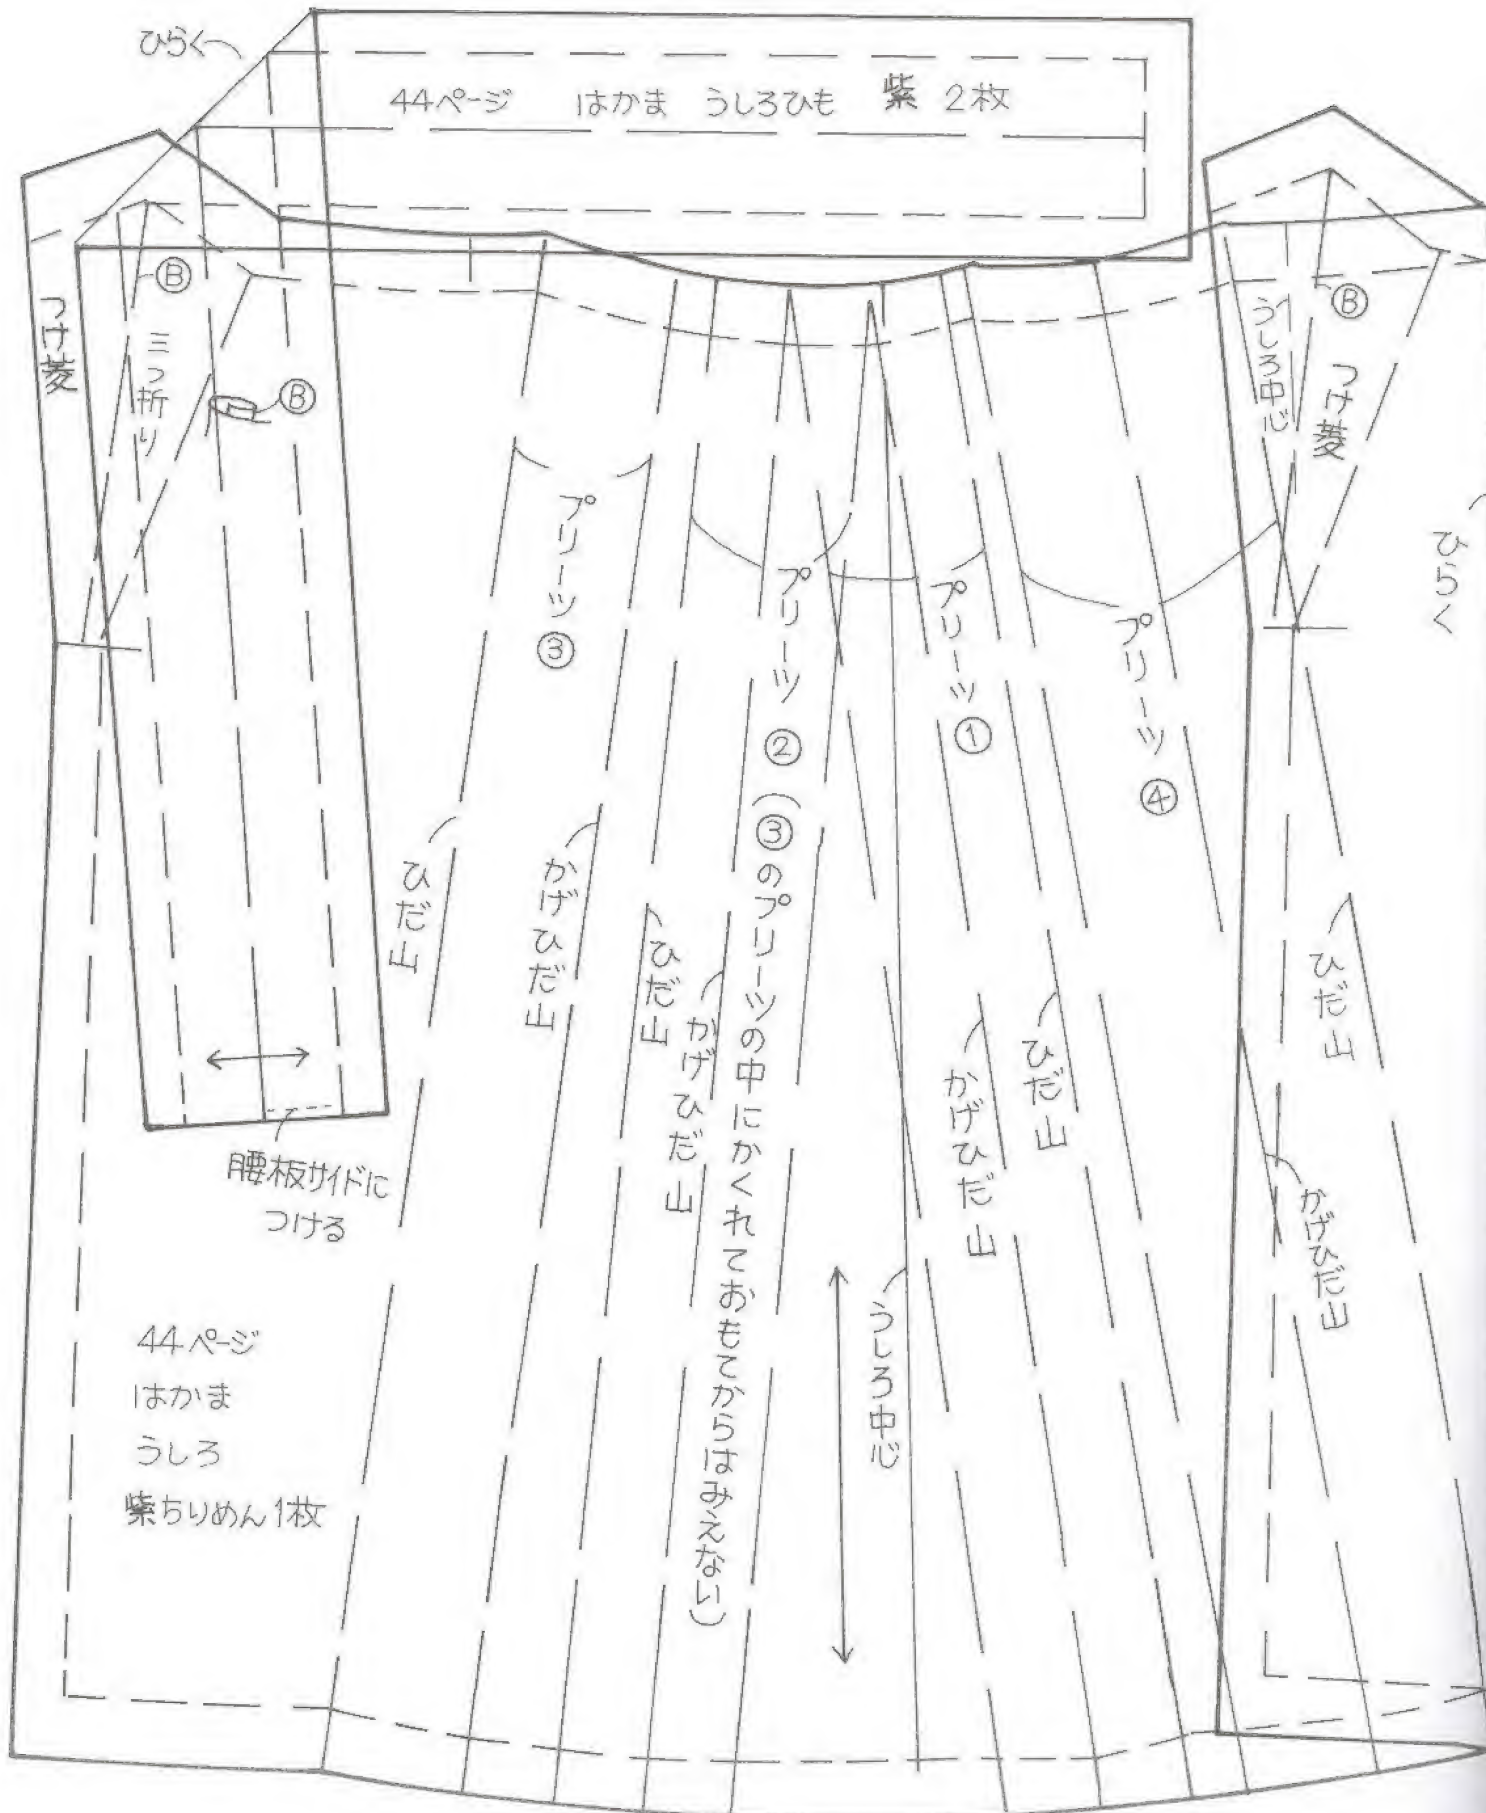 ひらく
44ページ はかま うしろひも 紫 2枚
つけ菱
三つ折り
Ⓑ
Ⓑ
プリーツ③
プリーツ②(③のプリーツの中にかくれておもてからはみえない)
プリーツ①
プリーツ④
うしろ中心
Ⓑ
つけ菱
ひらく
ひだ山
かげひだ山
ひだ山
かげひだ山
かげひだ山
ひだ山
ひだ山
かげひだ山
うしろ中心
腰板サイドに
つける
44ページ
はかま
うしろ
紫ちりめん1枚